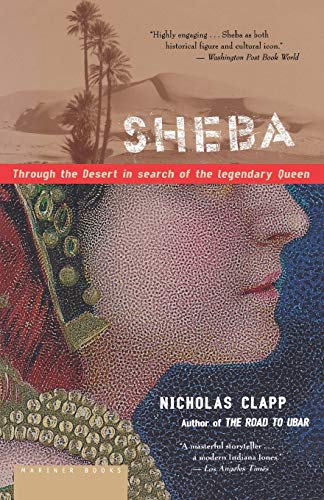 "Highly engaging . . . Sheba as both
historical figure and cultural icon."
— Washington Post Book World
SHEBA
Through the Desert in search of the legendary Queen
NICHOLAS CLAPP
Author of THE ROAD TO UBAR
"A masterful storyteller . . .
a modern Indiana Jones."
— Los Angeles Times
MARINER BOOKS